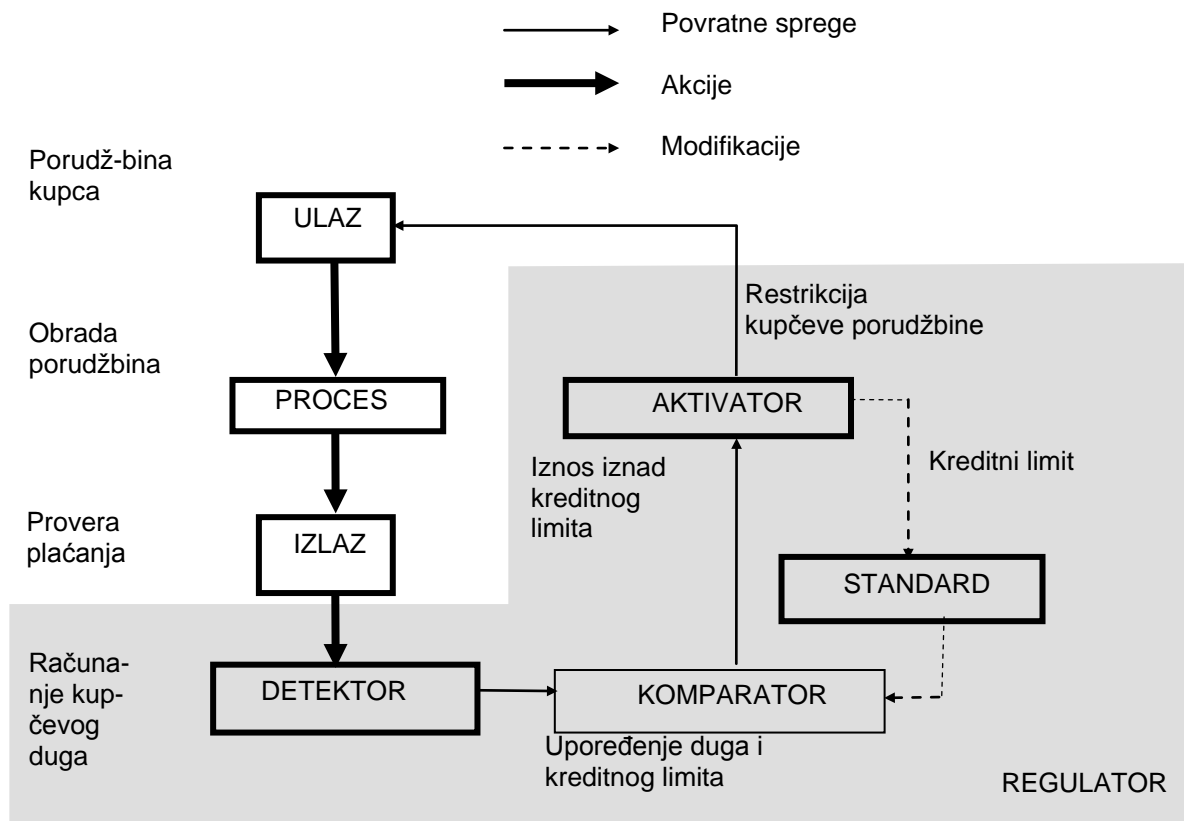 Povratne sprege
Akcije
Modifikacije
Porudž-bina
kupca
ULAZ
Restrikcija
kupčeve porudžbine
Obrada
porudžbina
PROCES
AKTIVATOR
Iznos iznad
kreditnog
limita
Kreditni limit
Provera
plaćanja
IZLAZ
STANDARD
Računa-
nje kup-
čevog
duga
DETEKTOR
KOMPARATOR
Upoređenje duga i
kreditnog limita
REGULATOR